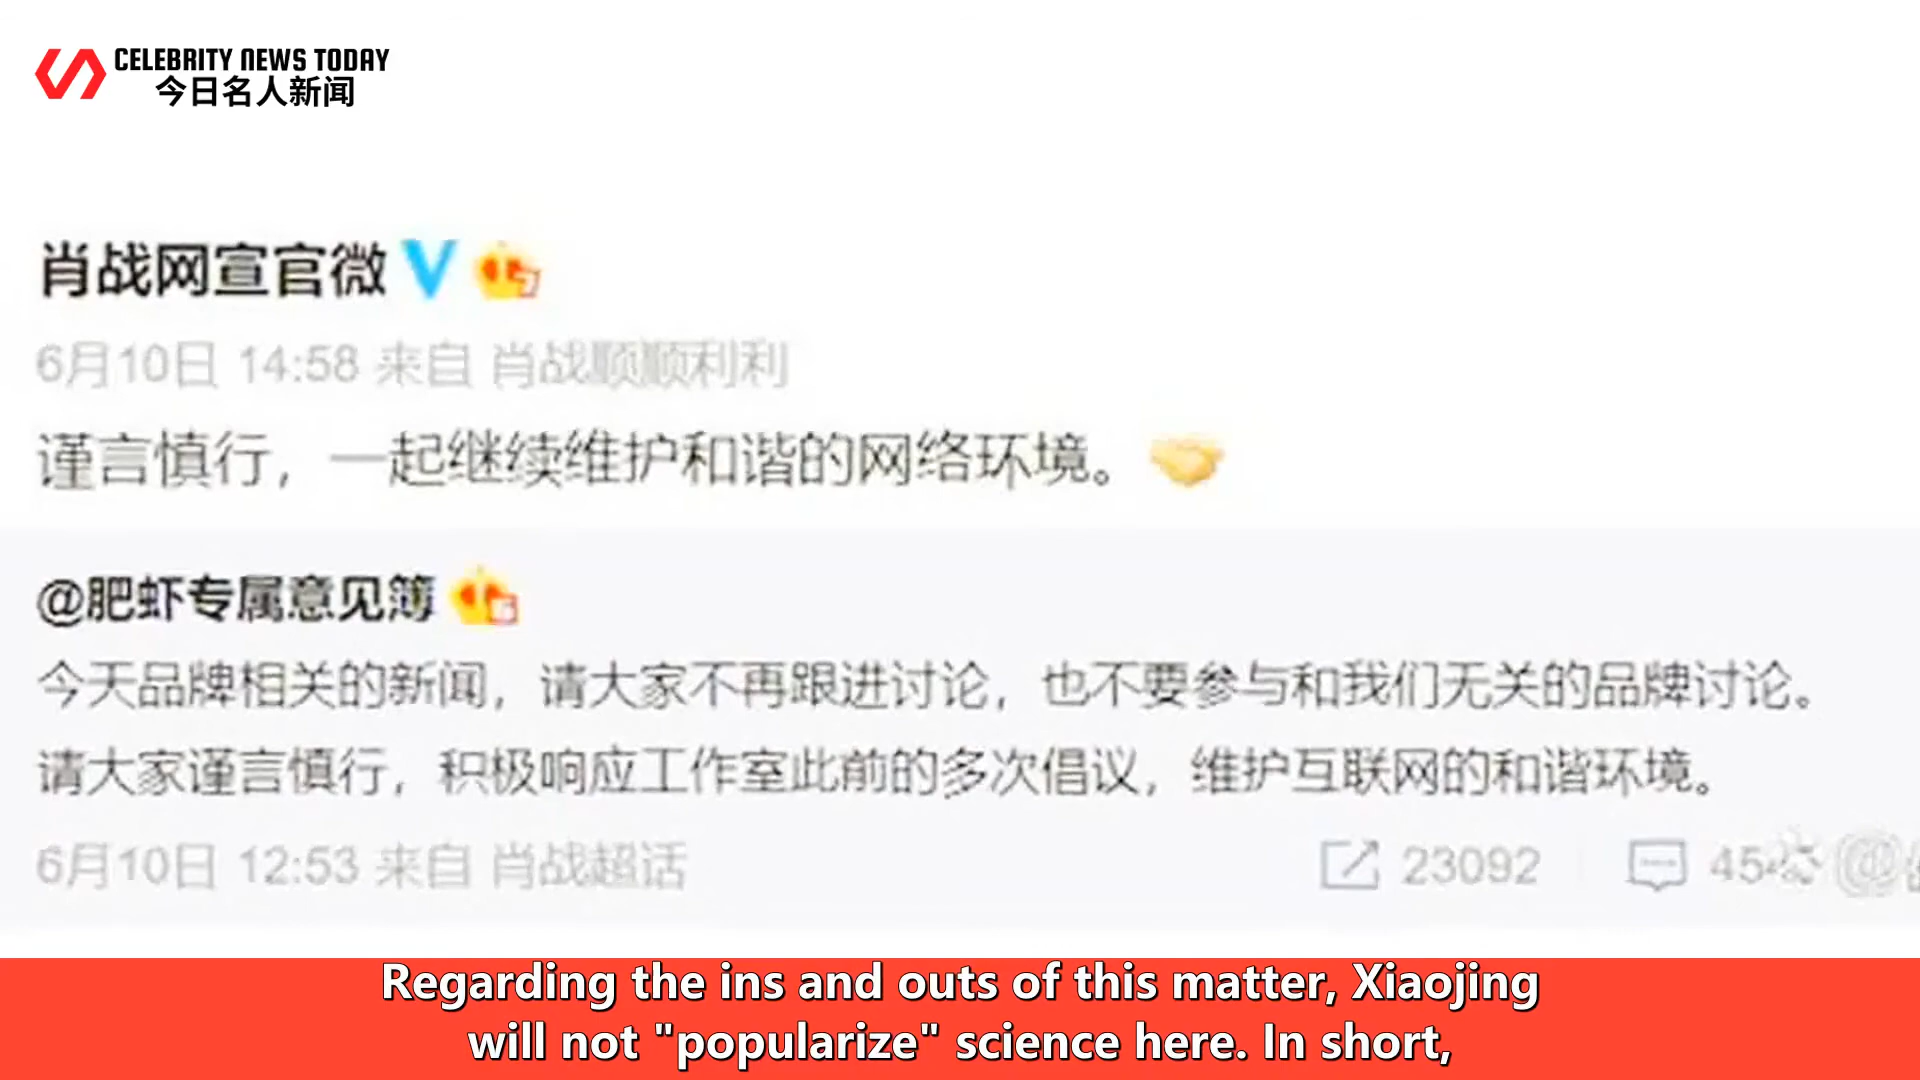 CELEBRITY NEWS TODAY
今日名人新闻
肖战网宣官微
6月10日 14:58 来自 肖战顺顺利利
谨言慎行，一起继续维护和谐的网络环境。
@肥虾专属意见簿
今天品牌相关的新闻，请大家不再跟进讨论，也不要参与和我们无关的品牌讨论。
请大家谨言慎行，积极响应工作室此前的多次倡议，维护互联网的和谐环境。
6月10日 12:53 来自 肖战超话
23092
Regarding the ins and outs of this matter, Xiaojing
will not "popularize" science here. In short,